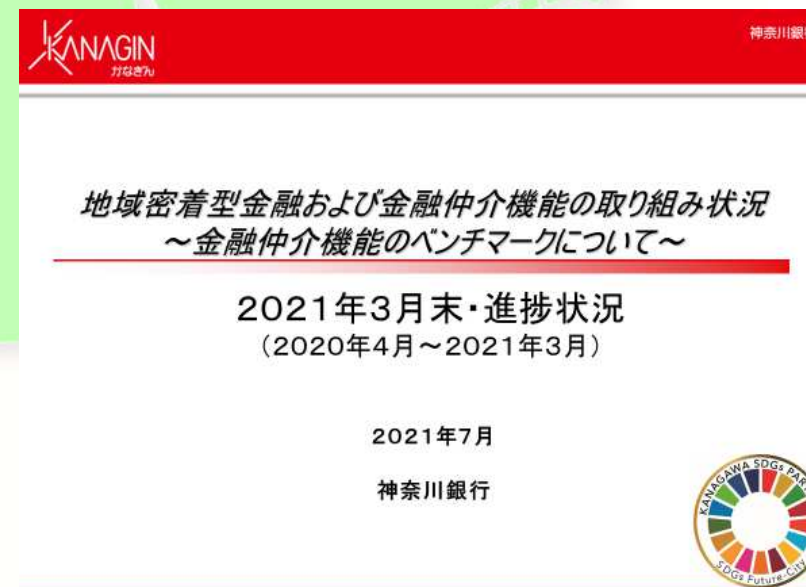 KANAGIN
かなぎん
神奈川銀
地域密着型金融および金融仲介機能の取り組み状況
～金融仲介機能のベンチマークについて～
2021年3月末・進捗状況
（2020年4月～2021年3月）
2021年7月
神奈川銀行
KANAGAWA SDGs PART
SDGs Future City